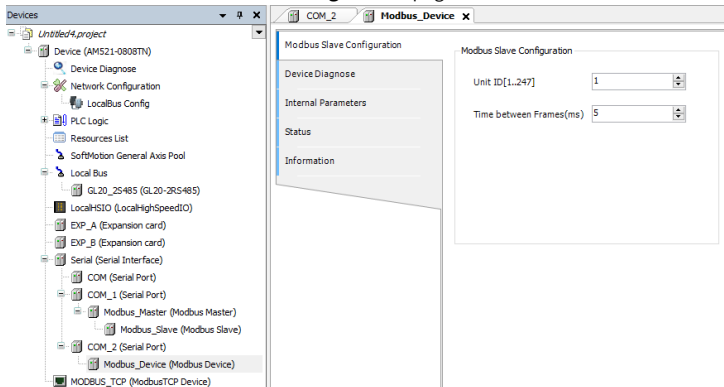 Devices
Untitled4.project
Device (AM521-0808TN)
Device Diagnose
Network Configuration
LocalBus Config
PLC Logic
Resources List
SoftMotion General Axis Pool
Local Bus
GL20_2S485 (GL20-2RS485)
LocalHSIO (LocalHighSpeedIO)
EXP_A (Expansion card)
EXP_B (Expansion card)
Serial (Serial Interface)
COM (Serial Port)
COM_1 (Serial Port)
Modbus_Master (Modbus Master)
Modbus_Slave (Modbus Slave)
COM_2 (Serial Port)
Modbus_Device (Modbus Device)
MODBUS_TCP (ModbusTCP Device)
COM_2
Modbus_Device
Modbus Slave Configuration
Device Diagnose
Internal Parameters
Status
Information
Modbus Slave Configuration
Unit ID[1..247] 1
Time between Frames(ms) 5